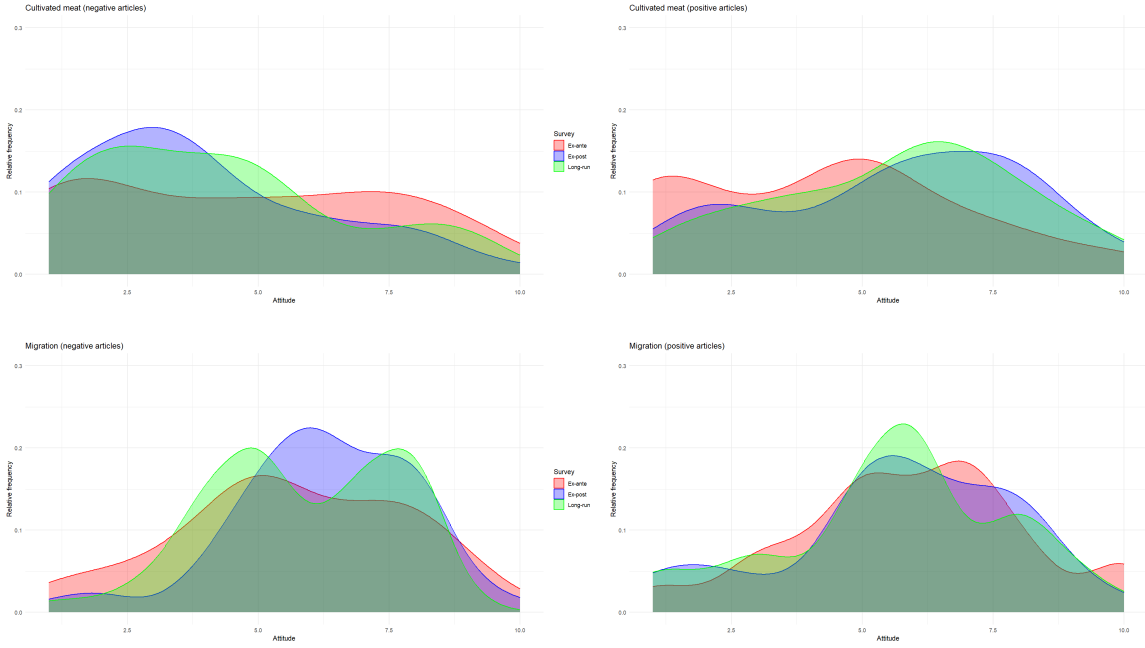 Cultivated meat (negative articles)
0.3
0.2
0.1
0.0
Relative frequency
2.5 5.0 7.5 10.0
Attitude
Survey
Ex-ante
Ex-post
Long-run
Cultivated meat (positive articles)
0.3
0.2
0.1
0.0
Relative frequency
2.5 5.0 7.5 10.0
Attitude
Migration (negative articles)
0.3
0.2
0.1
0.0
Relative frequency
2.5 5.0 7.5 10.0
Attitude
Survey
Ex-ante
Ex-post
Long-run
Migration (positive articles)
0.3
0.2
0.1
0.0
Relative frequency
2.5 5.0 7.5 10.0
Attitude